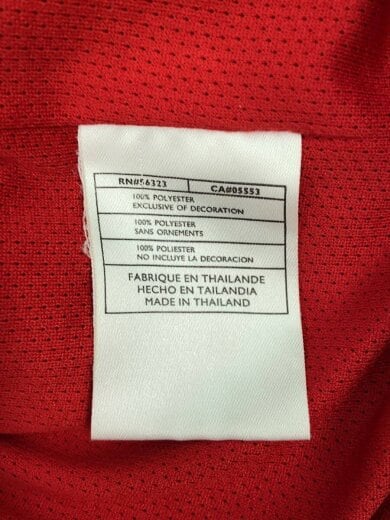 RN#56323 CA#05553
100% POLYESTER
EXCLUSIVE OF DECORATION
100% POLYESTER
SANS ORNEMENTS
100% POLIESTER
NO INCLUYE LA DECORACION
FABRIQUE EN THAILANDE
HECHO EN TAILANDIA
MADE IN THAILAND